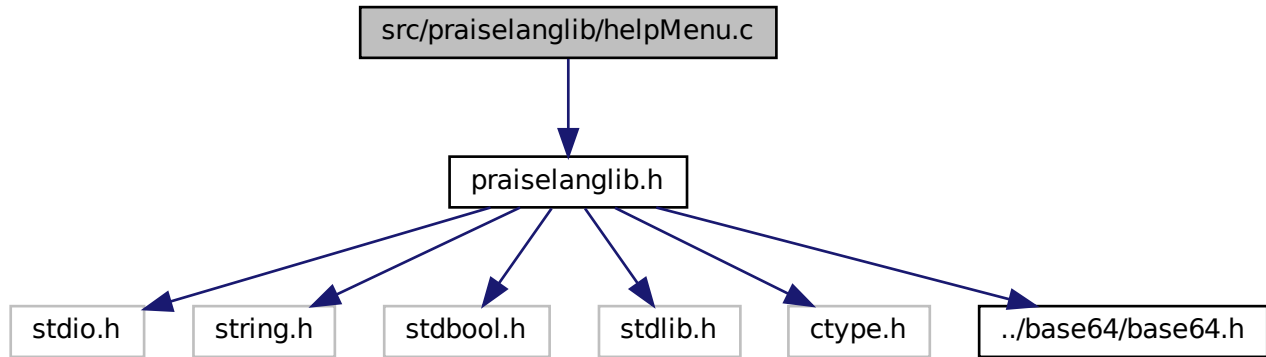 src/praiselanglib/helpMenu.c
praiselanglib.h
stdio.h
string.h
stdbool.h
stdlib.h
ctype.h
../base64/base64.h